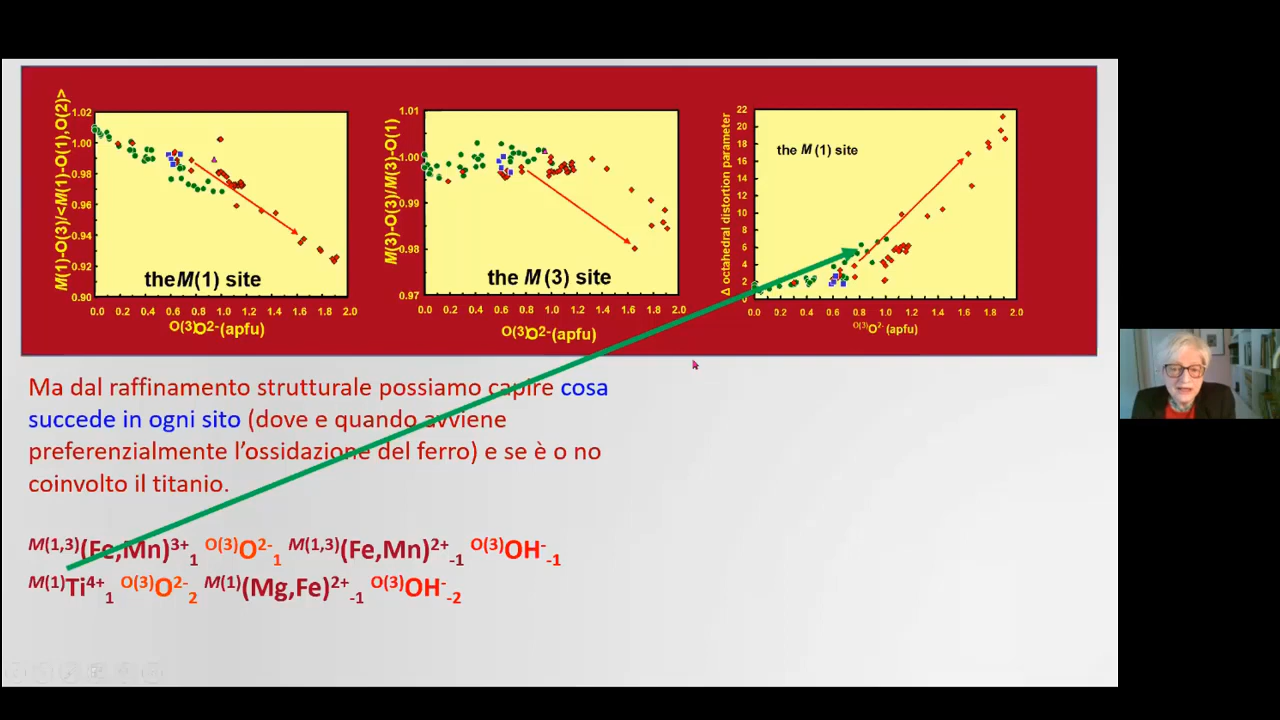 M(1)-O(3)/<M(1)-O(1),O(2)>
1.02
1.00
0.98
0.96
0.94
0.92
0.90
the M(1) site
0.0 0.2 0.4 0.6 0.8 1.0 1.2 1.4 1.6 1.8 2.0
O(3)O2-(apfu)
M(3)-O(3)/M(3)-O(1)
1.01
1.00
0.99
0.98
0.97
the M (3) site
0.0 0.2 0.4 0.6 0.8 1.0 1.2 1.4 1.6 1.8 2.0
O(3)O2-(apfu)
Δ octahedral distortion parameter
22
20
18
16
14
12
10
8
6
4
2
0
the M (1) site
0.0 0.2 0.4 0.6 0.8 1.0 1.2 1.4 1.6 1.8 2.0
O(3)O2- (apfu)
Ma dal raffinamento strutturale possiamo capire cosa
succede in ogni sito (dove e quando avviene
preferenzialmente l’ossidazione del ferro) e se è o no
coinvolto il titanio.
M(1,3)(Fe,Mn)3+1 O(3)O2-1 M(1,3)(Fe,Mn)2+-1 O(3)OH--1
M(1)Ti4+1 O(3)O2-2 M(1)(Mg,Fe)2+-1 O(3)OH--2